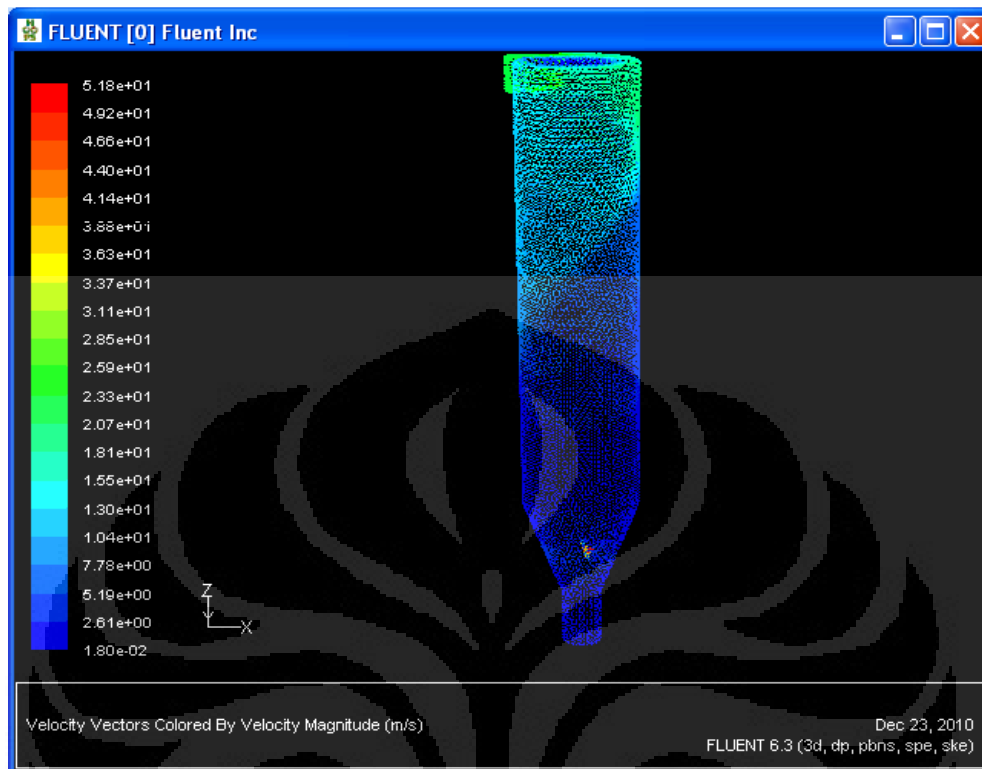 FLUENT [0] Fluent Inc
5.18e+01
4.92e+01
4.66e+01
4.40e+01
4.14e+01
3.88e+01
3.63e+01
3.37e+01
3.11e+01
2.85e+01
2.59e+01
2.33e+01
2.07e+01
1.81e+01
1.55e+01
1.30e+01
1.04e+01
7.78e+00
5.19e+00
2.61e+00
1.80e-02
Z
X
Velocity Vectors Colored By Velocity Magnitude (m/s)
Dec 23, 2010
FLUENT 6.3 (3d, dp, pbns, spe, ske)